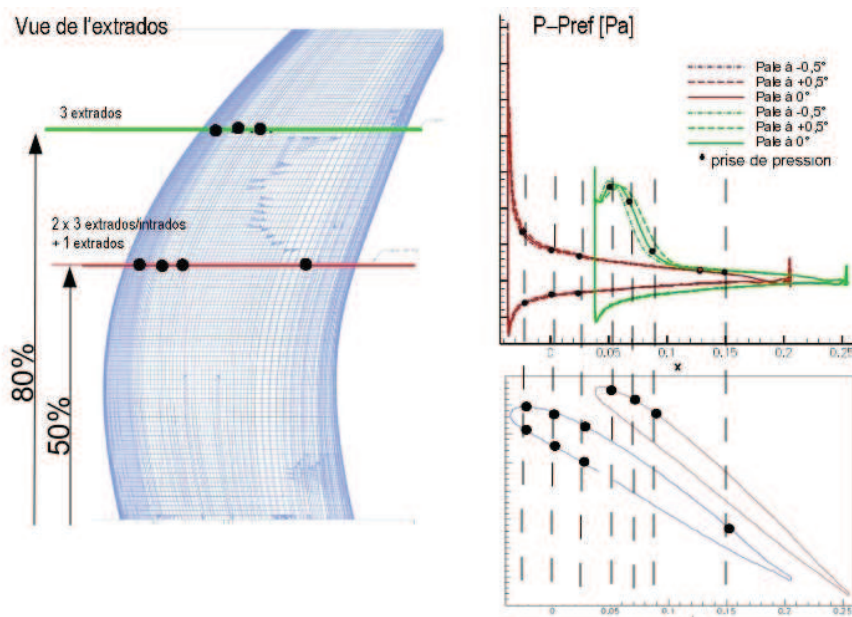 Vue de l'extrados
3 extrados
2 x 3 extrados/intrados
+ 1 extrados
80%
50%
P–Pref [Pa]
Pale à -0,5°
Pale à +0,5°
Pale à 0°
Pale à -0,5°
Pale à +0,5°
Pale à 0°
prise de pression
0 0.05 0.1 0.15 0.2 0.25
x
0 0.05 0.1 0.15 0.2 0.25